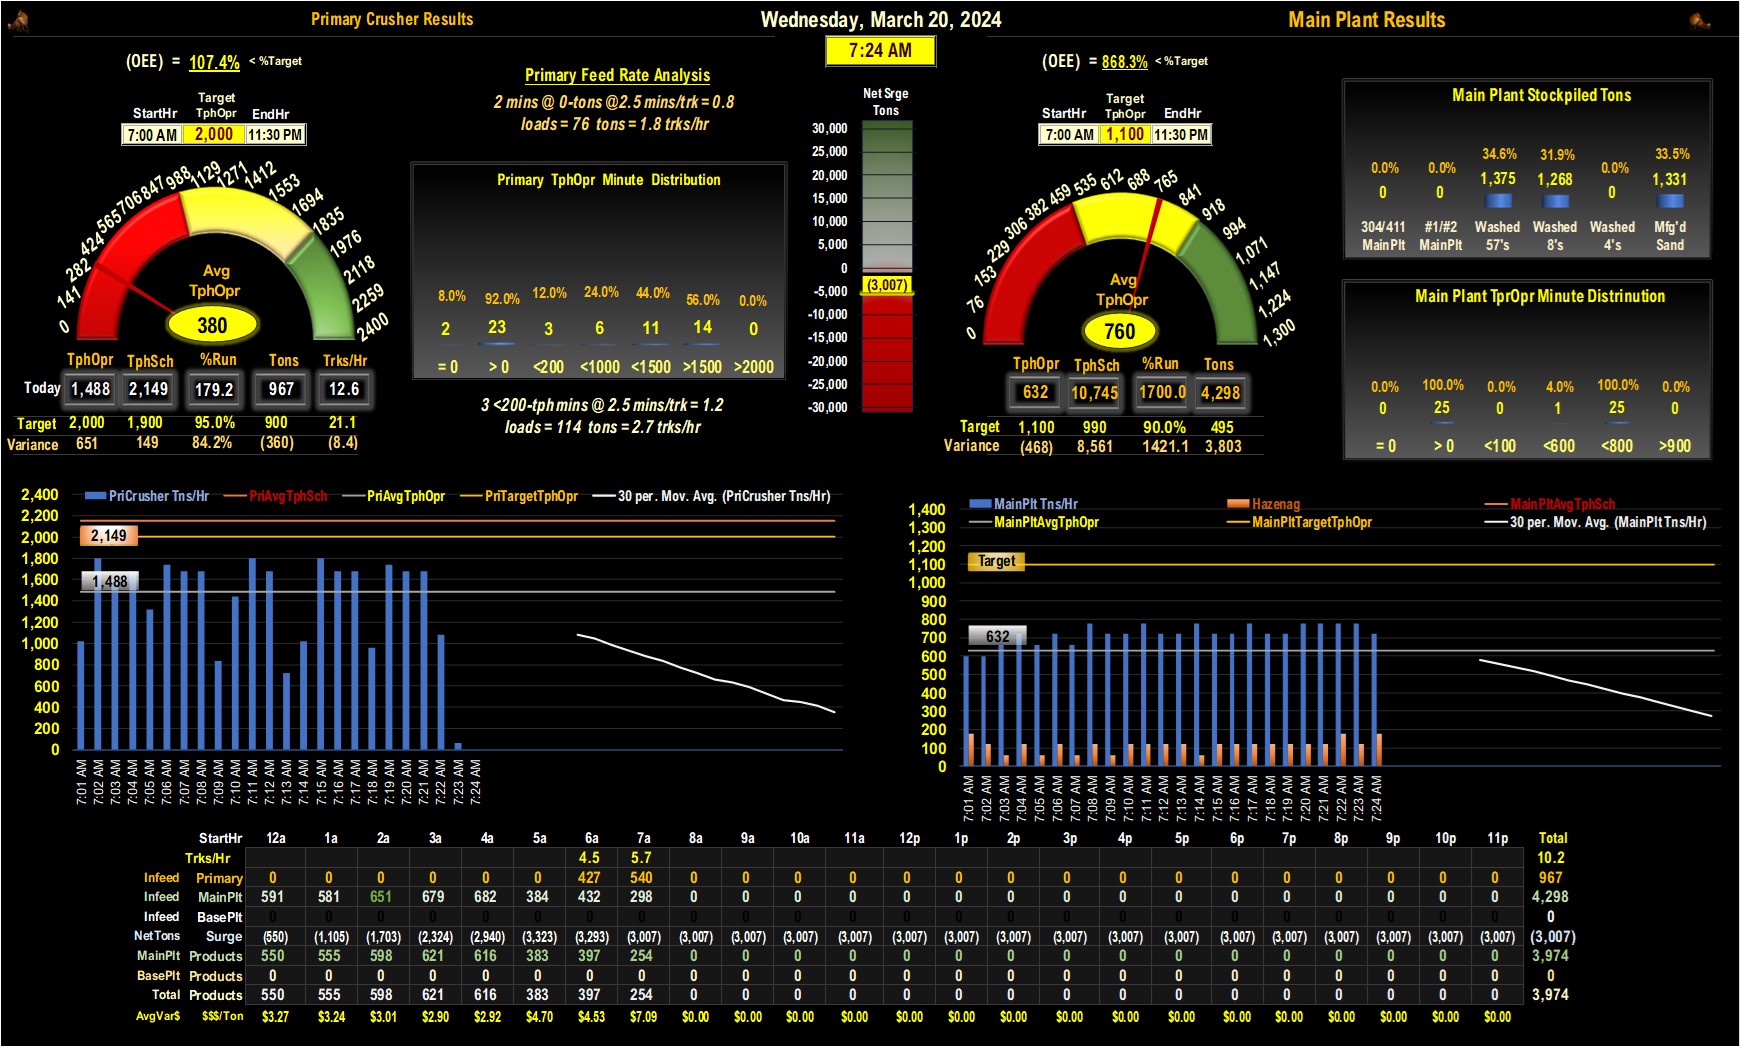 Primary Crusher Results
Wednesday, March 20, 2024
Main Plant Results
7:24 AM
(OEE) = 107.4% < %Target
Target
StartHr TphOpr EndHr
7:00 AM 2,000 11:30 PM
0 141 282 424 565 706 847 988 1129 1271 1412 1553 1694 1835 1976 2118 2259 2400
Avg
TphOpr
380
TphOpr TphSch %Run Tons Trks/Hr
Today 1,488 2,149 179.2 967 12.6
Target 2,000 1,900 95.0% 900 21.1
Variance 651 149 84.2% (360) (8.4)
Primary Feed Rate Analysis
2 mins @ 0-tons @2.5 mins/trk = 0.8
loads = 76 tons = 1.8 trks/hr
Primary TphOpr Minute Distribution
8.0% 92.0% 12.0% 24.0% 44.0% 56.0% 0.0%
2 23 3 6 11 14 0
= 0 > 0 <200 <1000 <1500 >1500 >2000
3 <200-tph mins @ 2.5 mins/trk = 1.2
loads = 114 tons = 2.7 trks/hr
Net Srge
Tons
30,000
25,000
20,000
15,000
10,000
5,000
0
(3,007)
-5,000
-10,000
-15,000
-20,000
-25,000
-30,000
(OEE) = 868.3% < %Target
Target
StartHr TphOpr EndHr
7:00 AM 1,100 11:30 PM
0 76 153 229 306 382 459 535 612 688 765 841 918 994 1,071 1,147 1,224 1,300
Avg
TphOpr
760
TphOpr TphSch %Run Tons
632 10,745 1700.0 4,298
Target 1,100 990 90.0% 495
Variance (468) 8,561 1421.1 3,803
Main Plant Stockpiled Tons
0.0% 0.0% 34.6% 31.9% 0.0% 33.5%
0 0 1,375 1,268 0 1,331
304/411 #1/#2 Washed Washed Washed Mfg'd
MainPlt MainPlt 57's 8's 4's Sand
Main Plant TprOpr Minute Distrinution
0.0% 100.0% 0.0% 4.0% 100.0% 0.0%
0 25 0 1 25 0
= 0 > 0 <100 <600 <800 >900
PriCrusher Tns/Hr PriAvgTphSch PriAvgTphOpr PriTargetTphOpr 30 per. Mov. Avg. (PriCrusher Tns/Hr)
2,400
2,200
2,000
1,800
1,600
1,400
1,200
1,000
800
600
400
200
0
2,149
1,488
7:01 AM 7:02 AM 7:03 AM 7:04 AM 7:05 AM 7:06 AM 7:07 AM 7:08 AM 7:09 AM 7:10 AM 7:11 AM 7:12 AM 7:13 AM 7:14 AM 7:15 AM 7:16 AM 7:17 AM 7:18 AM 7:19 AM 7:20 AM 7:21 AM 7:22 AM 7:23 AM 7:24 AM
MainPlt Tns/Hr Hazenag MainPltAvgTphSch
MainPltAvgTphOpr MainPltTargetTphOpr 30 per. Mov. Avg. (MainPlt Tns/Hr)
1,400
1,300
1,200
1,100
1,000
900
800
700
600
500
400
300
200
100
0
Target
632
7:01 AM 7:02 AM 7:03 AM 7:04 AM 7:05 AM 7:06 AM 7:07 AM 7:08 AM 7:09 AM 7:10 AM 7:11 AM 7:12 AM 7:13 AM 7:14 AM 7:15 AM 7:16 AM 7:17 AM 7:18 AM 7:19 AM 7:20 AM 7:21 AM 7:22 AM 7:23 AM 7:24 AM
StartHr 12a 1a 2a 3a 4a 5a 6a 7a 8a 9a 10a 11a 12p 1p 2p 3p 4p 5p 6p 7p 8p 9p 10p 11p Total
Trks/Hr 4.5 5.7 10.2
Infeed Primary 0 0 0 0 0 0 427 540 0 0 0 0 0 0 0 0 0 0 0 0 0 0 0 0 967
Infeed MainPlt 591 581 651 679 682 384 432 298 0 0 0 0 0 0 0 0 0 0 0 0 0 0 0 0 4,298
Infeed BasePlt 0 0 0 0 0 0 0 0 0 0 0 0 0 0 0 0 0 0 0 0 0 0 0 0 0
NetTons Surge (550) (1,105) (1,703) (2,324) (2,940) (3,323) (3,293) (3,007) (3,007) (3,007) (3,007) (3,007) (3,007) (3,007) (3,007) (3,007) (3,007) (3,007) (3,007) (3,007) (3,007) (3,007) (3,007) (3,007) (3,007)
MainPlt Products 550 555 598 621 616 383 397 254 0 0 0 0 0 0 0 0 0 0 0 0 0 0 0 0 3,974
BasePlt Products 0 0 0 0 0 0 0 0 0 0 0 0 0 0 0 0 0 0 0 0 0 0 0 0 0
Total Products 550 555 598 621 616 383 397 254 0 0 0 0 0 0 0 0 0 0 0 0 0 0 0 0 3,974
AvgVar$ $$$/Ton $3.27 $3.24 $3.01 $2.90 $2.92 $4.70 $4.53 $7.09 $0.00 $0.00 $0.00 $0.00 $0.00 $0.00 $0.00 $0.00 $0.00 $0.00 $0.00 $0.00 $0.00 $0.00 $0.00 $0.00